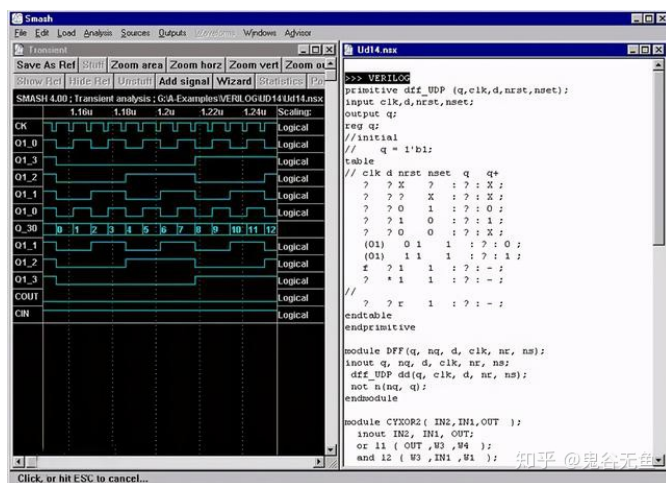 Smash
File Edit Load Analysis Sources Outputs Waveforms Windows Advisor
Transient
Save As Ref Stuff Zoom area Zoom horz Zoom vert Zoom ou
Show Ref Hide Ref Unstuff Add signal Wizard Statistics Po
SMASH 4.00 ; Transient analysis ; G:\A-Examples\VERILOG\UD14\Ud14.nsx
1.16u 1.18u 1.2u 1.22u 1.24u Scaling:
CK Logical
Q1_0 Logical
Q1_3 Logical
Q1_2 Logical
Q1_1 Logical
Q1_0 Logical
Q_30 0 1 2 3 4 5 6 7 8 9 10 11 12 Logical
Q1_1 Logical
Q1_2 Logical
Q1_3 Logical
COUT Logical
CIN Logical
Click, or hit ESC to cancel...
Ud14.nsx
>>> VERILOG
primitive dff_UDP (q,clk,d,nrst,nset);
input clk,d,nrst,nset;
output q;
reg q;
//initial
// q = 1'b1;
table
// clk d nrst nset q q+
? ? X ? : ? : X ;
? ? ? X : ? : X ;
? ? 0 1 : ? : 0 ;
? ? 1 0 : ? : 1 ;
? ? 0 0 : ? : X ;
(01) 0 1 1 : ? : 0 ;
(01) 1 1 1 : ? : 1 ;
f ? 1 1 : ? : - ;
? * 1 1 : ? : - ;
//
? ? r 1 : ? : - ;
endtable
endprimitive
module DFF(q, nq, d, clk, nr, ns);
inout q, nq, d, clk, nr, ns;
dff_UDP dd(q, clk, d, nr, ns);
not n(nq, q);
endmodule
module CYXOR2( IN2,IN1,OUT );
inout IN2, IN1, OUT;
or i1 ( OUT ,W3 ,W4 );
and i2 ( W3 ,IN1 ,W1 );
知乎 @鬼谷无鱼